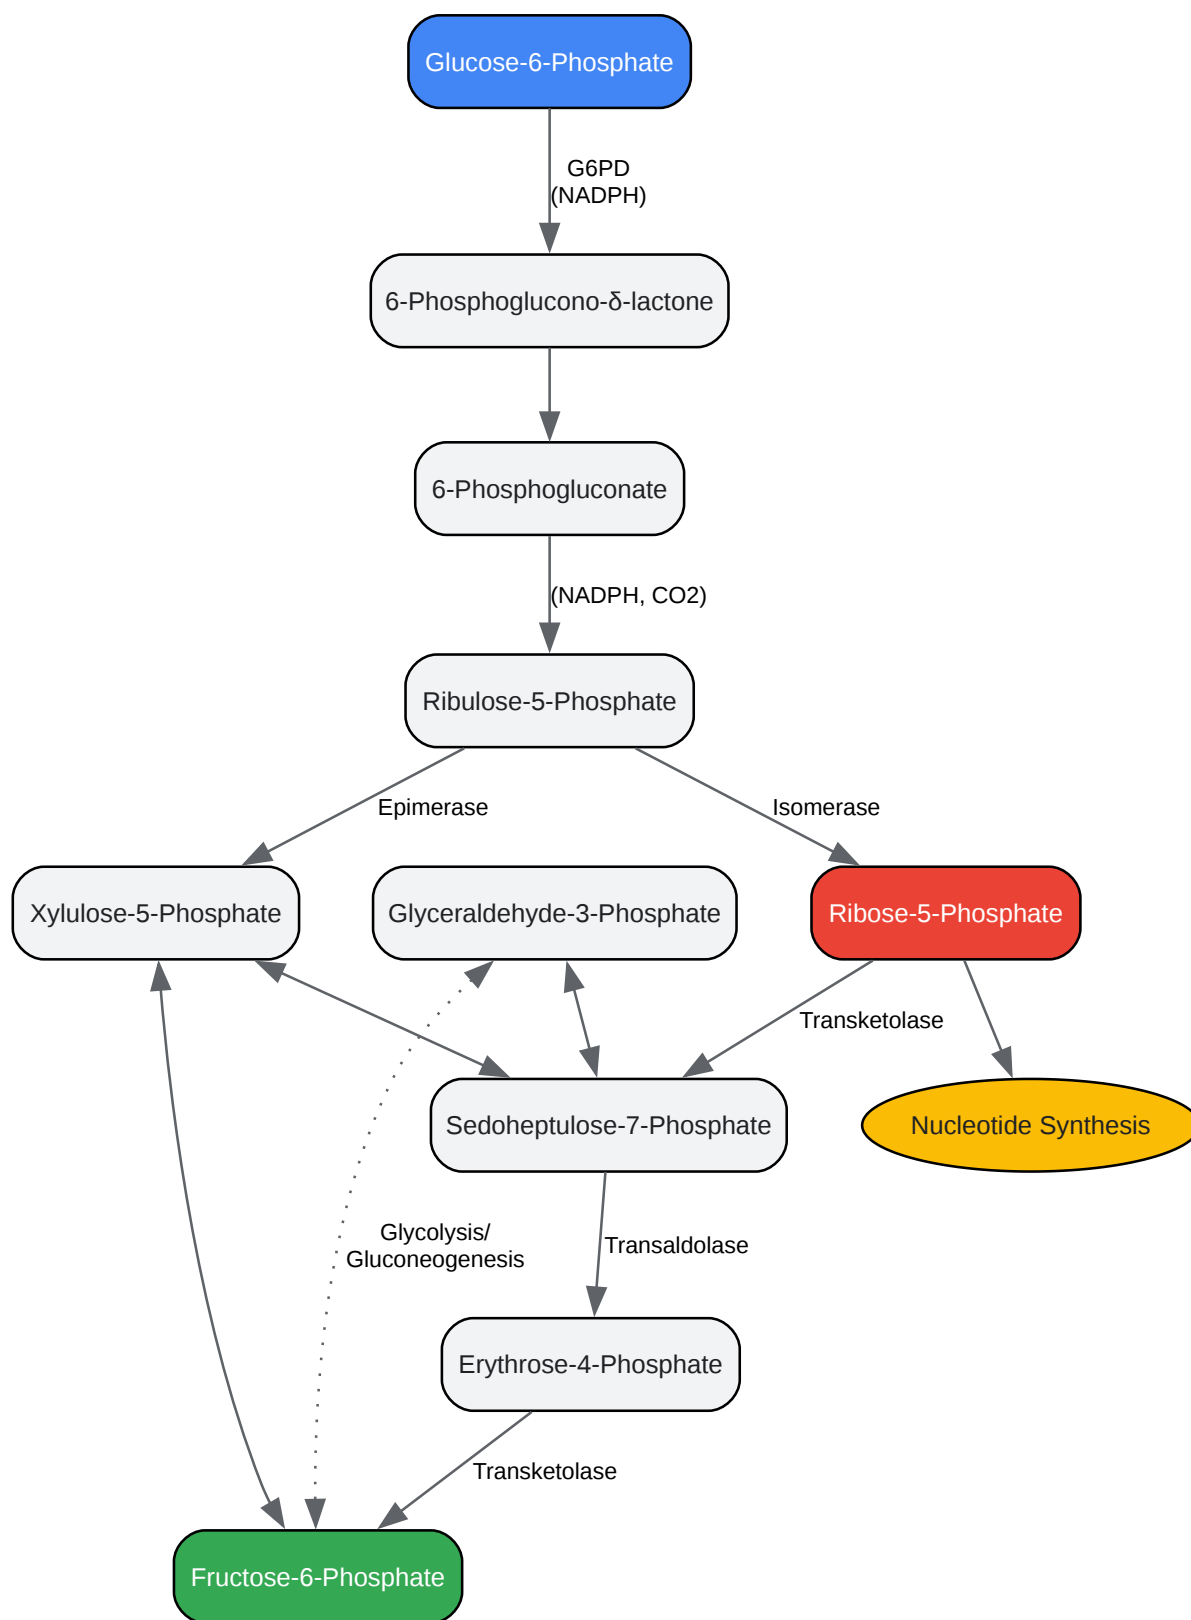 Glucose-6-Phosphate
G6PD
(NADPH)
6-Phosphoglucono-δ-lactone
6-Phosphogluconate
(NADPH, CO2)
Ribulose-5-Phosphate
Epimerase
Isomerase
Xylulose-5-Phosphate
Glyceraldehyde-3-Phosphate
Ribose-5-Phosphate
Transketolase
Sedoheptulose-7-Phosphate
Nucleotide Synthesis
Glycolysis/
Gluconeogenesis
Transaldolase
Erythrose-4-Phosphate
Transketolase
Fructose-6-Phosphate